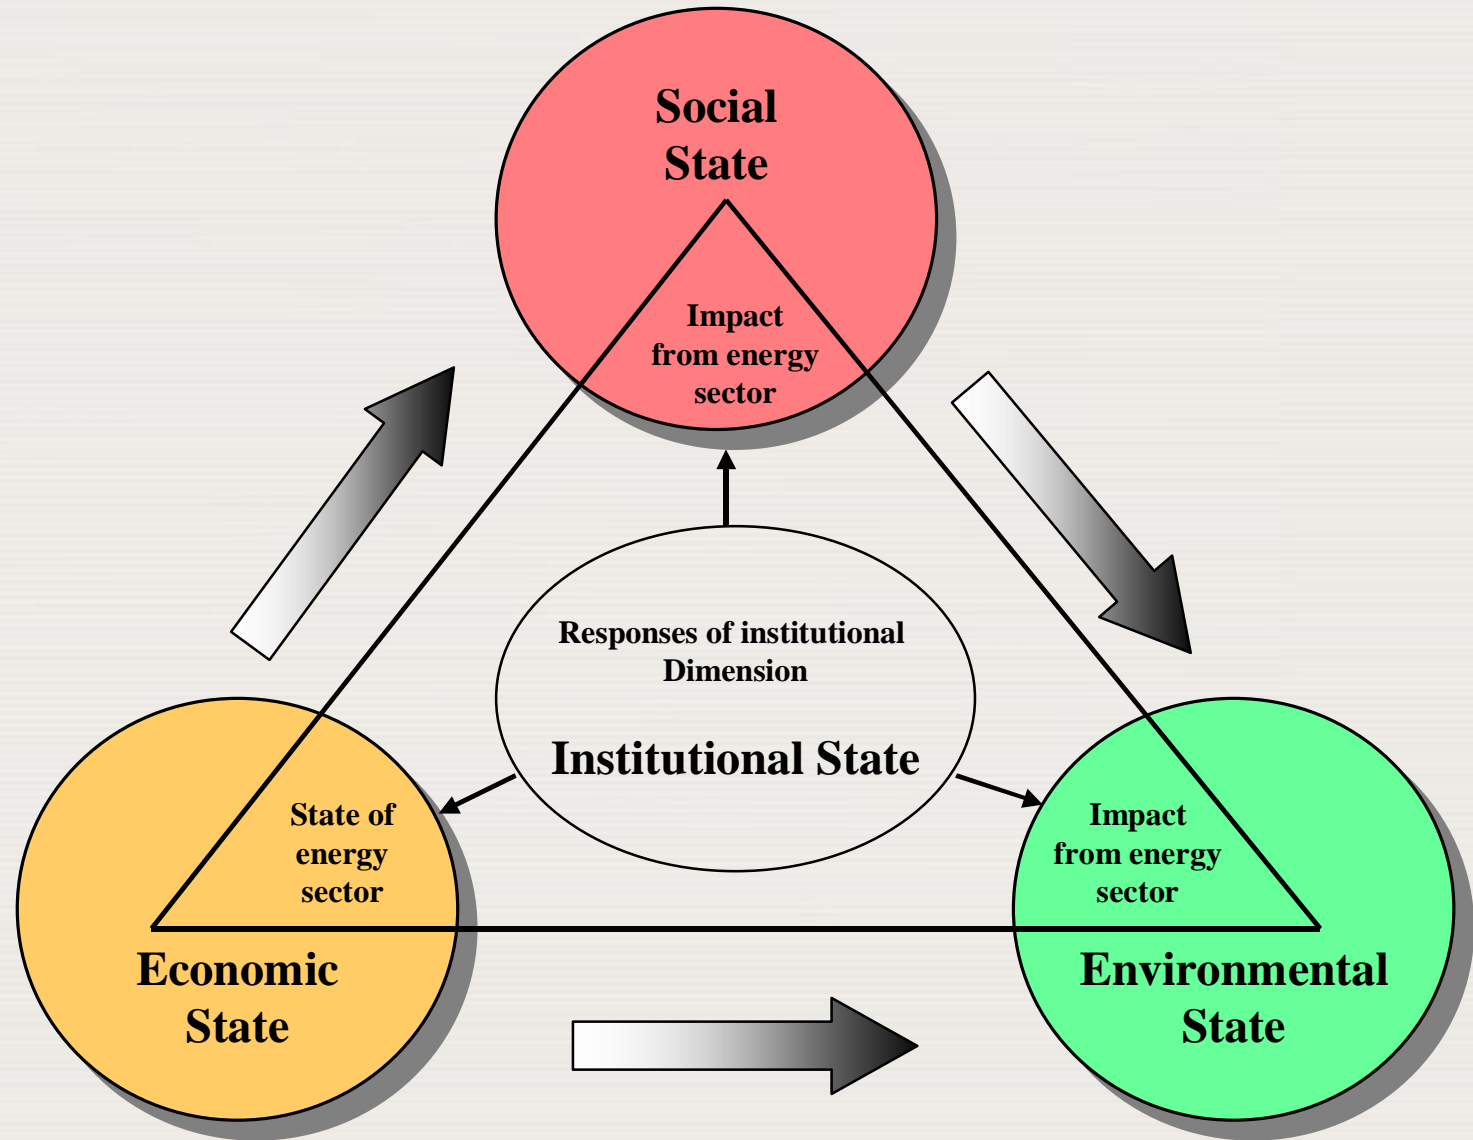 Social
State
Impact
from energy
sector
Responses of institutional
Dimension
Institutional State
State of
energy
sector
Economic
State
Impact
from energy
sector
Environmental
State